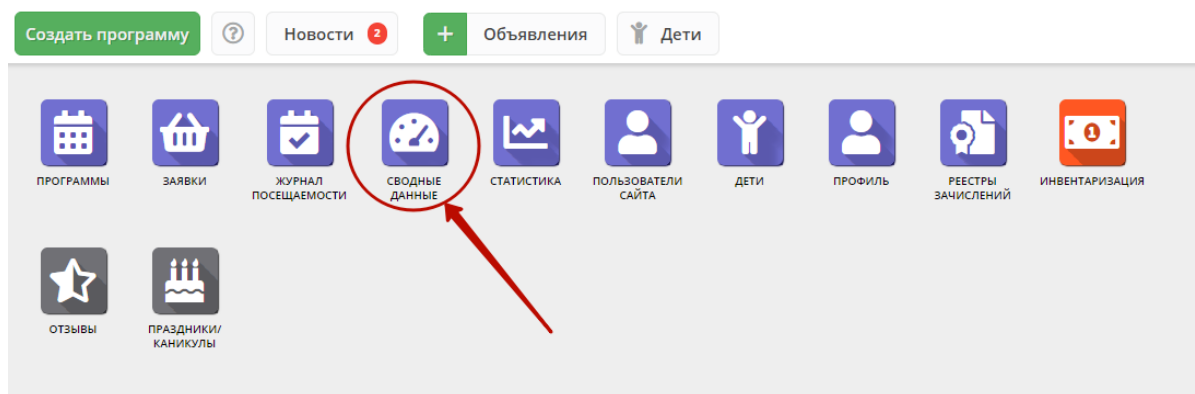 Создать программу
?
Новости 2
+ Объявления
Дети
ПРОГРАММЫ
ЗАЯВКИ
ЖУРНАЛ
ПОСЕЩАЕМОСТИ
СВОДНЫЕ
ДАННЫЕ
СТАТИСТИКА
ПОЛЬЗОВАТЕЛИ
САЙТА
ДЕТИ
ПРОФИЛЬ
РЕЕСТРЫ
ЗАЧИСЛЕНИЙ
1
ИНВЕНТАРИЗАЦИЯ
ОТЗЫВЫ
ПРАЗДНИКИ/
КАНИКУЛЫ